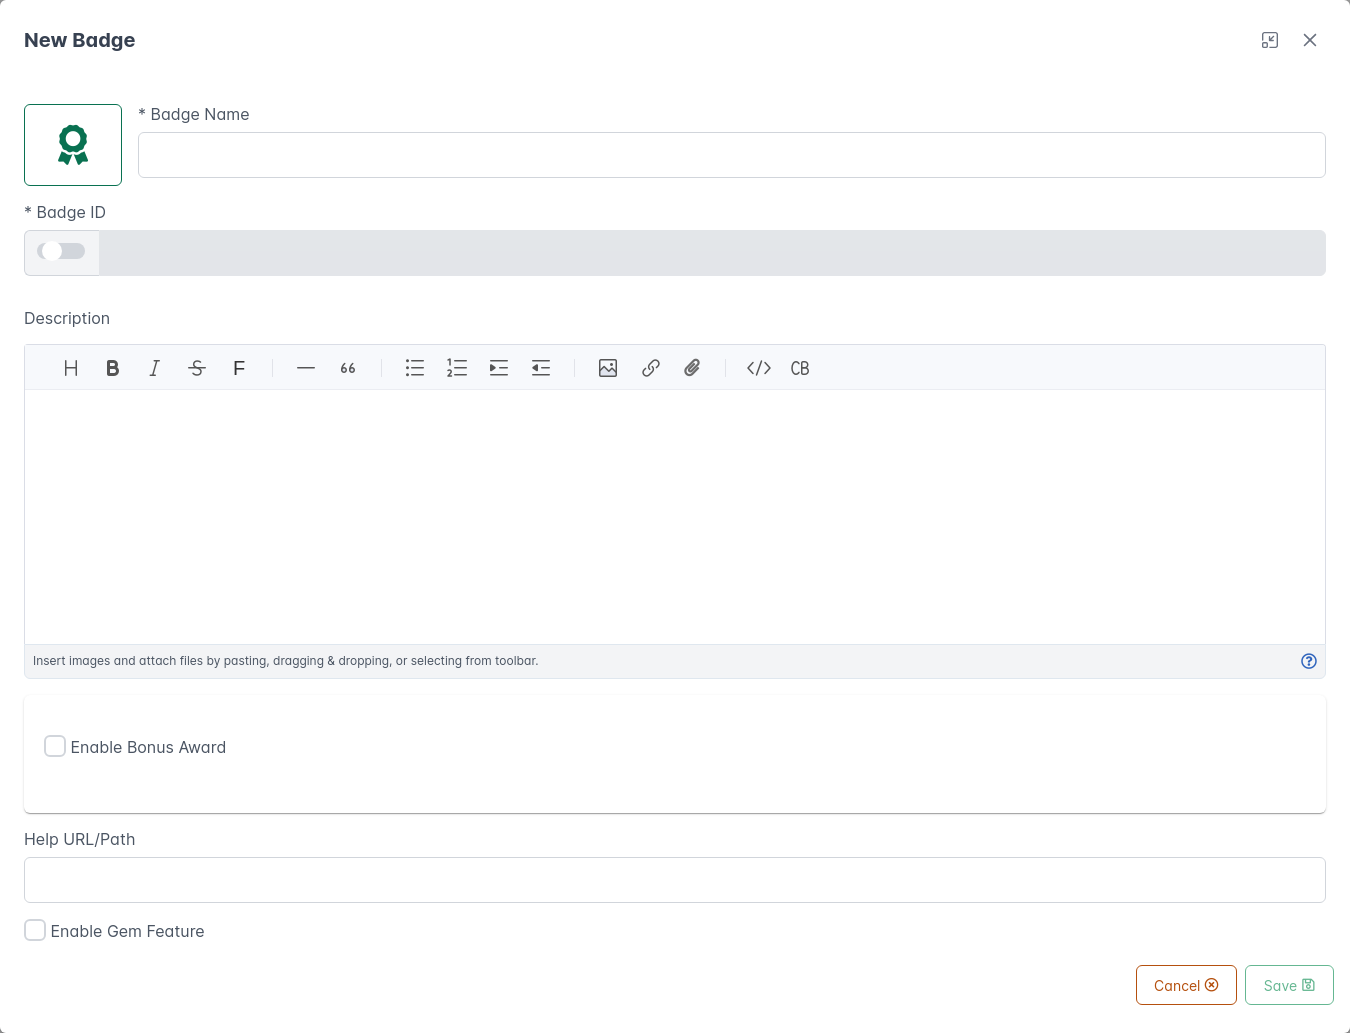 New Badge
* Badge Name
* Badge ID
Description
H B I S F 66 CB
Insert images and attach files by pasting, dragging & dropping, or selecting from toolbar.
Enable Bonus Award
Help URL/Path
Enable Gem Feature
Cancel Save